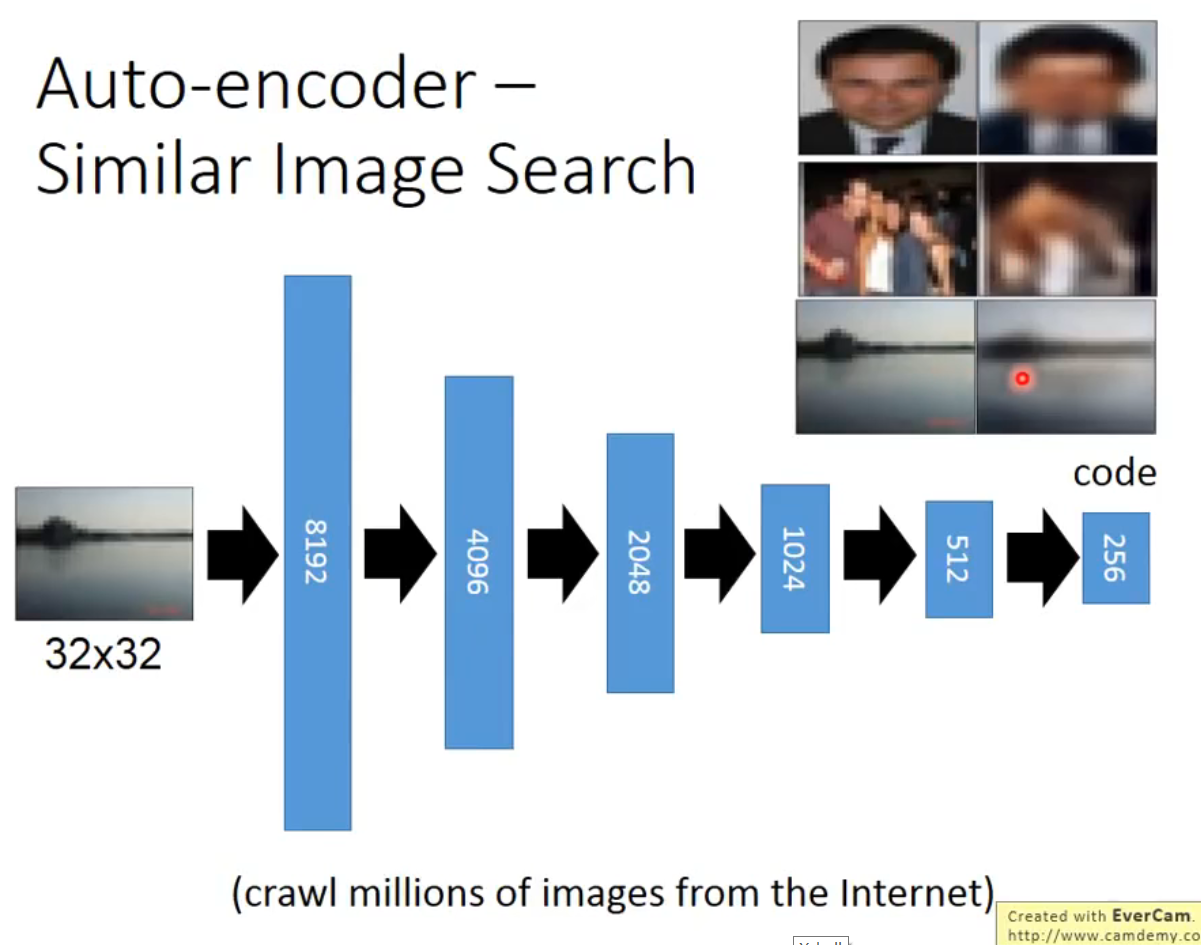 Auto-encoder –
Similar Image Search
code
8192
4096
2048
1024
512
256
32x32
(crawl millions of images from the Internet)
Created with EverCam.
http://www.camdemy.co